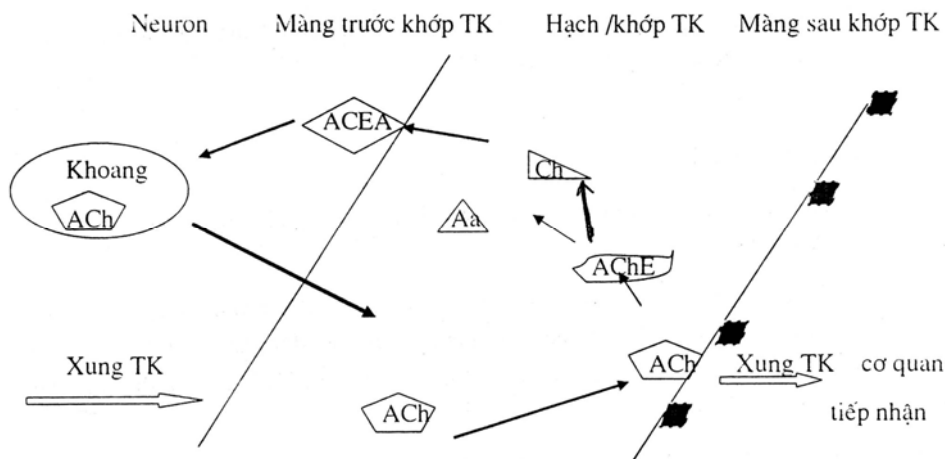 Neuron Màng trước khớp TK Hạch /khớp TK Màng sau khớp TK
ACEA
Ch
Khoang
ACh
Aa
AChE
ACh
Xung TK
Xung TK cơ quan
ACh
tiếp nhận